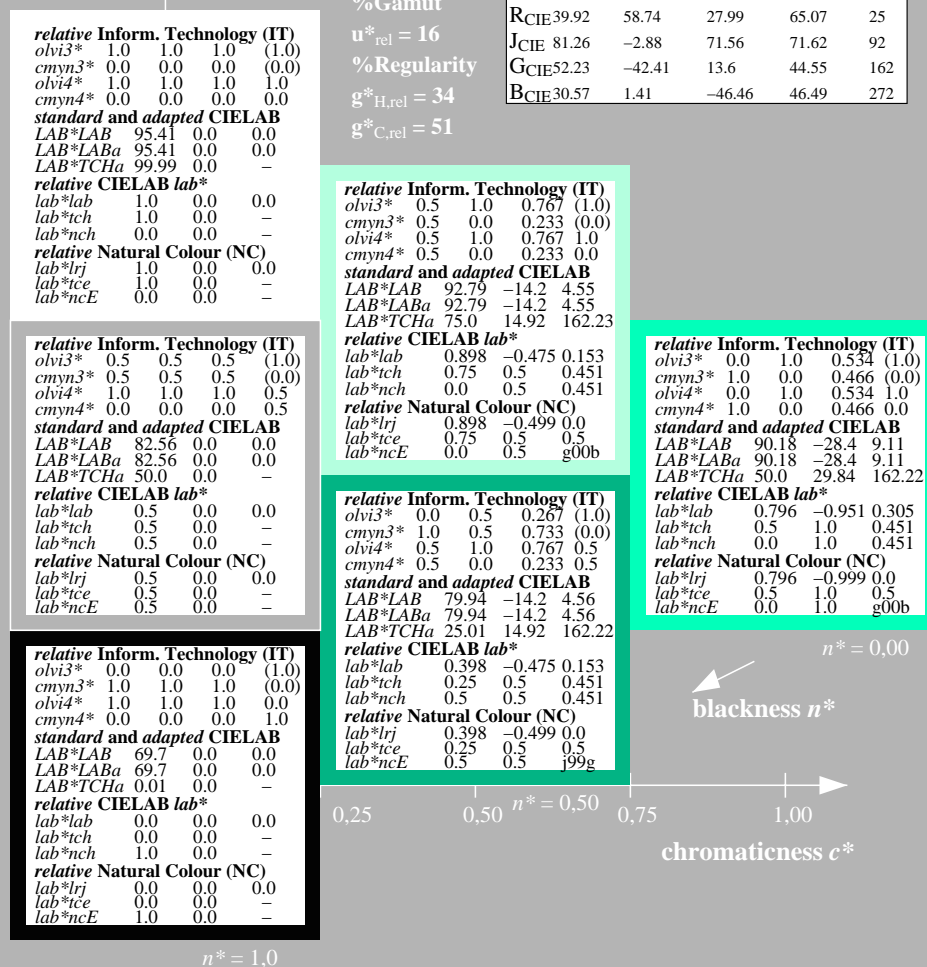 %Gamut
u*rel = 16
%Regularity
g*H,rel = 34
g*C,rel = 51
RCIE 39.92 58.74 27.99 65.07 25
JCIE 81.26 −2.88 71.56 71.62 92
GCIE 52.23 −42.41 13.6 44.55 162
BCIE 30.57 1.41 −46.46 46.49 272
relative Inform. Technology (IT)
olvi3* 1.0 1.0 1.0 (1.0)
cmyn3* 0.0 0.0 0.0 (0.0)
olvi4* 1.0 1.0 1.0 1.0
cmyn4* 0.0 0.0 0.0 0.0
standard and adapted CIELAB
LAB*LAB 95.41 0.0 0.0
LAB*LABa 95.41 0.0 0.0
LAB*TCHa 99.99 0.0 –
relative CIELAB lab*
lab*lab 1.0 0.0 0.0
lab*tch 1.0 0.0 –
lab*nch 0.0 0.0 –
relative Natural Colour (NC)
lab*lrj 1.0 0.0 0.0
lab*tce 1.0 0.0 –
lab*ncE 0.0 0.0 –
relative Inform. Technology (IT)
olvi3* 0.5 1.0 0.767 (1.0)
cmyn3* 0.5 0.0 0.233 (0.0)
olvi4* 0.5 1.0 0.767 1.0
cmyn4* 0.5 0.0 0.233 0.0
standard and adapted CIELAB
LAB*LAB 92.79 −14.2 4.55
LAB*LABa 92.79 −14.2 4.55
LAB*TCHa 75.0 14.92 162.23
relative CIELAB lab*
lab*lab 0.898 −0.475 0.153
lab*tch 0.75 0.5 0.451
lab*nch 0.0 0.5 0.451
relative Natural Colour (NC)
lab*lrj 0.898 −0.499 0.0
lab*tce 0.75 0.5 0.5
lab*ncE 0.0 0.5 g00b
relative Inform. Technology (IT)
olvi3* 0.5 0.5 0.5 (1.0)
cmyn3* 0.5 0.5 0.5 (0.0)
olvi4* 1.0 1.0 1.0 0.5
cmyn4* 0.0 0.0 0.0 0.5
standard and adapted CIELAB
LAB*LAB 82.56 0.0 0.0
LAB*LABa 82.56 0.0 0.0
LAB*TCHa 50.0 0.0 –
relative CIELAB lab*
lab*lab 0.5 0.0 0.0
lab*tch 0.5 0.0 –
lab*nch 0.5 0.0 –
relative Natural Colour (NC)
lab*lrj 0.5 0.0 0.0
lab*tce 0.5 0.0 –
lab*ncE 0.5 0.0 –
relative Inform. Technology (IT)
olvi3* 0.0 1.0 0.534 (1.0)
cmyn3* 1.0 0.0 0.466 (0.0)
olvi4* 0.0 1.0 0.534 1.0
cmyn4* 1.0 0.0 0.466 0.0
standard and adapted CIELAB
LAB*LAB 90.18 −28.4 9.11
LAB*LABa 90.18 −28.4 9.11
LAB*TCHa 50.0 29.84 162.22
relative CIELAB lab*
lab*lab 0.796 −0.951 0.305
lab*tch 0.5 1.0 0.451
lab*nch 0.0 1.0 0.451
relative Natural Colour (NC)
lab*lrj 0.796 −0.999 0.0
lab*tce 0.5 1.0 0.5
lab*ncE 0.0 1.0 g00b
relative Inform. Technology (IT)
olvi3* 0.0 0.5 0.267 (1.0)
cmyn3* 1.0 0.5 0.733 (0.0)
olvi4* 0.5 1.0 0.767 0.5
cmyn4* 0.5 0.0 0.233 0.5
standard and adapted CIELAB
LAB*LAB 79.94 −14.2 4.56
LAB*LABa 79.94 −14.2 4.56
LAB*TCHa 25.01 14.92 162.22
relative CIELAB lab*
lab*lab 0.398 −0.475 0.153
lab*tch 0.25 0.5 0.451
lab*nch 0.5 0.5 0.451
relative Natural Colour (NC)
lab*lrj 0.398 −0.499 0.0
lab*tce 0.25 0.5 0.5
lab*ncE 0.5 0.5 j99g
relative Inform. Technology (IT)
olvi3* 0.0 0.0 0.0 (1.0)
cmyn3* 1.0 1.0 1.0 (0.0)
olvi4* 1.0 1.0 1.0 0.0
cmyn4* 0.0 0.0 0.0 1.0
standard and adapted CIELAB
LAB*LAB 69.7 0.0 0.0
LAB*LABa 69.7 0.0 0.0
LAB*TCHa 0.01 0.0 –
relative CIELAB lab*
lab*lab 0.0 0.0 0.0
lab*tch 0.0 0.0 –
lab*nch 1.0 0.0 –
relative Natural Colour (NC)
lab*lrj 0.0 0.0 0.0
lab*tce 0.0 0.0 –
lab*ncE 1.0 0.0 –
n* = 0,00
blackness n*
n* = 0,50
0,25 0,50 0,75 1,00
chromaticness c*
n* = 1,0